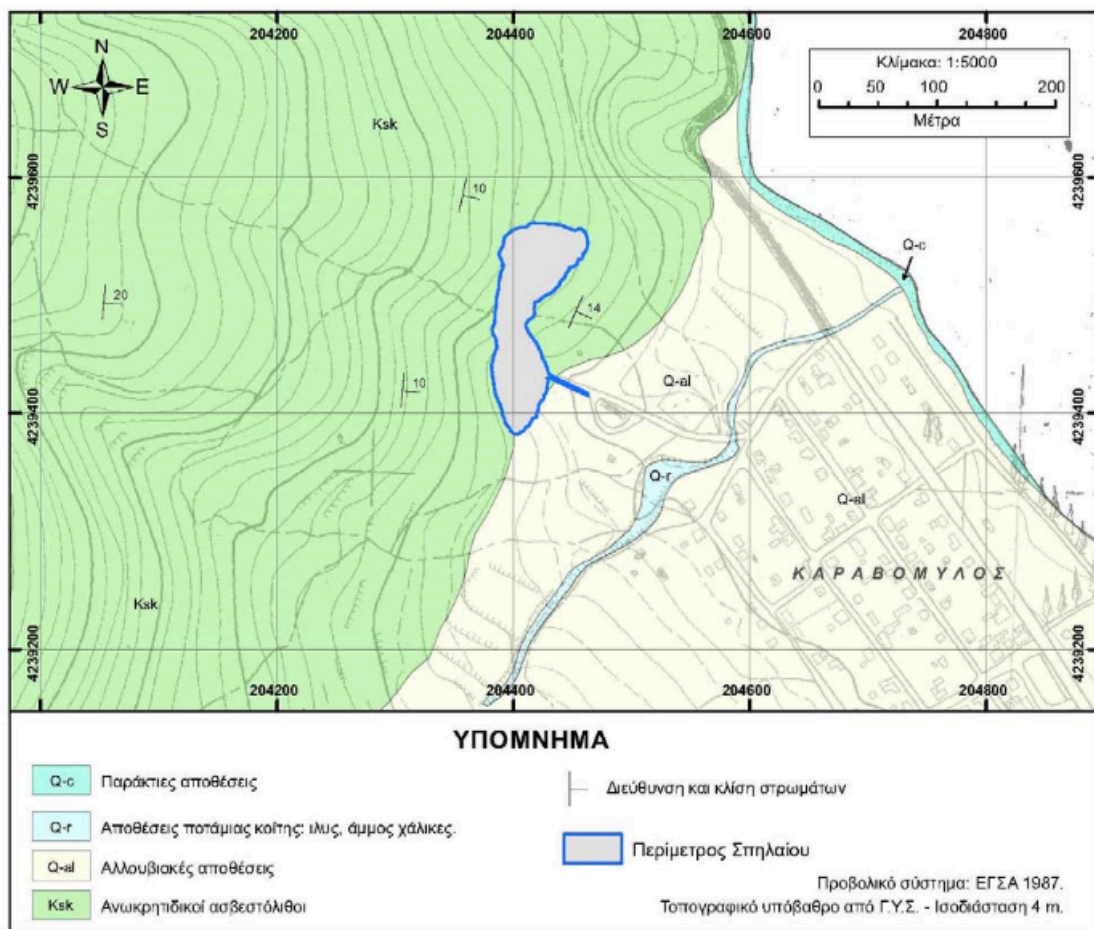 204200 204400 204600 204800
N
W E
S
Κλίμακα: 1:5000
0 50 100 200
Μέτρα
Ksk
4239600 4239600
10
Q-c
20
14
10
Q-al
4239400 4239400
Q-r
Q-al
ΚΑΡΑΒΟΜΥΛΟΣ
Ksk
4239200 4239200
204200 204400 204600 204800
ΥΠΟΜΝΗΜΑ
Q-c Παράκτιες αποθέσεις
Διεύθυνση και κλίση στρωμάτων
Q-r Αποθέσεις ποτάμιας κοίτης: ιλυς, άμμος χάλικες.
Περίμετρος Σπηλαίου
Q-al Αλλουβιακές αποθέσεις
Ksk Ανωκρητιδικοί ασβεστόλιθοι
Προβολικό σύστημα: ΕΓΣΑ 1987.
Τοπογραφικό υπόβαθρο από Γ.Υ.Σ. - Ισοδιάσταση 4 m.